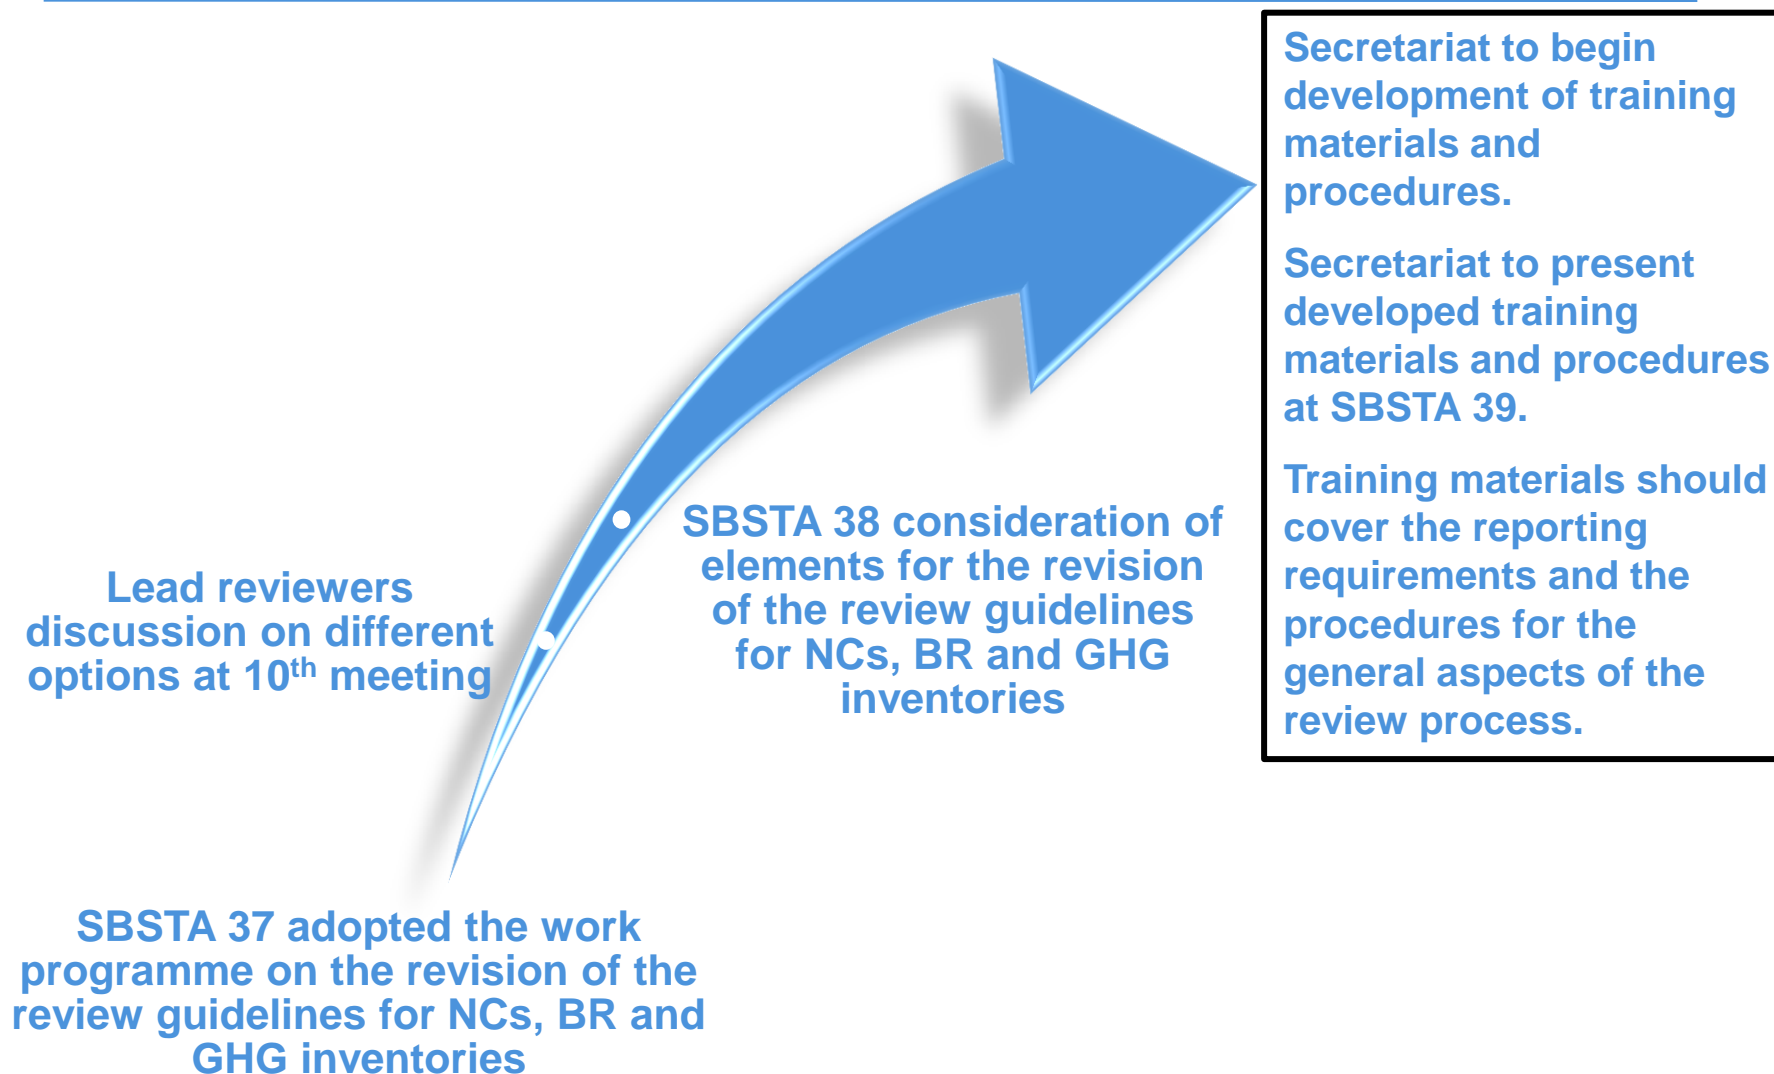 Secretariat to begin
development of training
materials and
procedures.
Secretariat to present
developed training
materials and procedures
at SBSTA 39.
Training materials should
cover the reporting
requirements and the
procedures for the
general aspects of the
review process.
SBSTA 38 consideration of
elements for the revision
of the review guidelines
for NCs, BR and GHG
inventories
Lead reviewers
discussion on different
options at 10th meeting
SBSTA 37 adopted the work
programme on the revision of the
review guidelines for NCs, BR and
GHG inventories